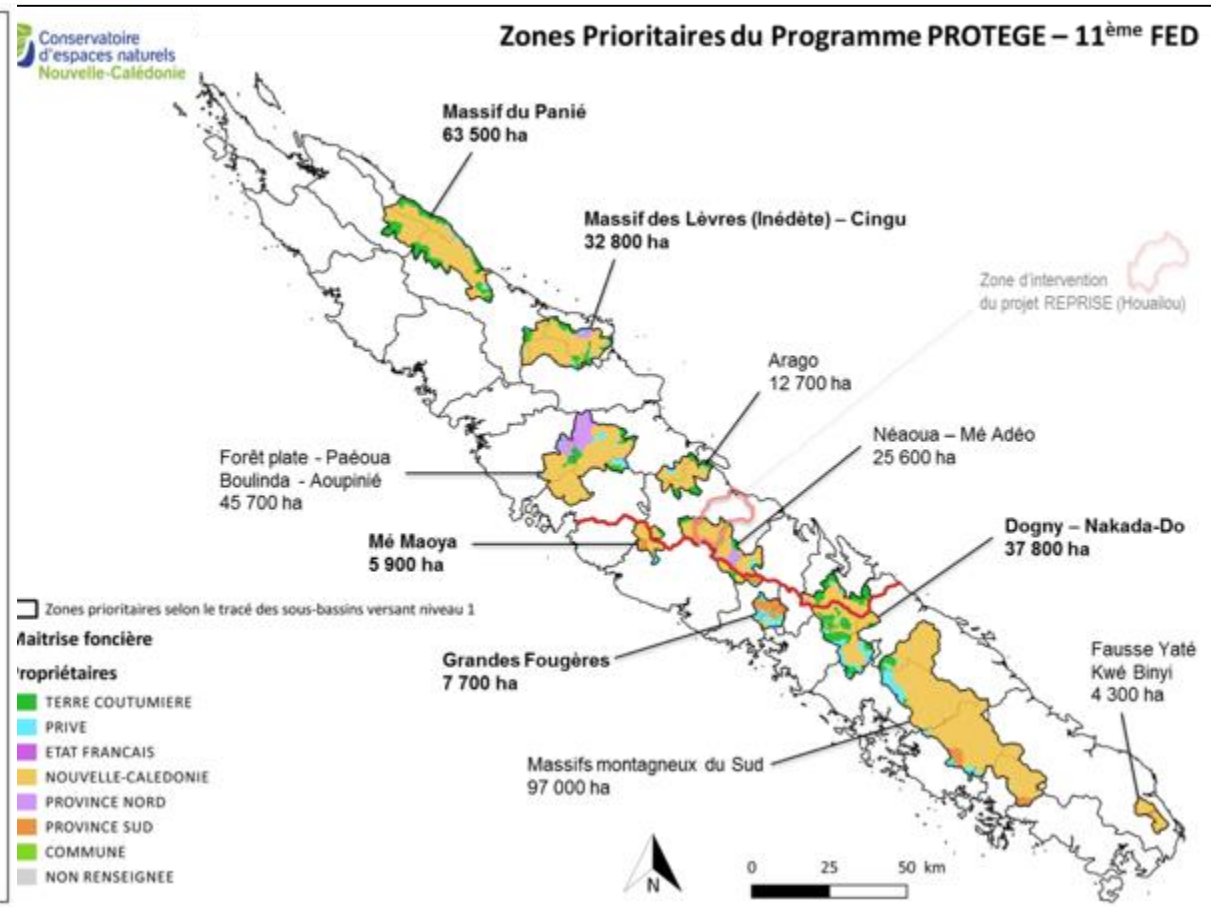 Conservatoire
d'espaces naturels
Nouvelle-Calédonie
Zones Prioritaires du Programme PROTEGE – 11ème FED
Massif du Panié
63 500 ha
Massif des Lèvres (Inédète) – Cingu
32 800 ha
Zone d'intervention
du projet REPRISE (Houailou)
Arago
12 700 ha
Néaoua – Mé Adéo
25 600 ha
Forêt plate - Paéoua
Boulinda - Aoupinié
45 700 ha
Mé Maoya
5 900 ha
Dogny – Nakada-Do
37 800 ha
Grandes Fougères
7 700 ha
Fausse Yaté
Kwé Binyi
4 300 ha
Massifs montagneux du Sud
97 000 ha
Zones prioritaires selon le tracé des sous-bassins versant niveau 1
Maitrise foncière
ropriétaires
TERRE COUTUMIERE
PRIVE
ETAT FRANCAIS
NOUVELLE-CALEDONIE
PROVINCE NORD
PROVINCE SUD
COMMUNE
NON RENSEIGNEE
N
0 25 50 km